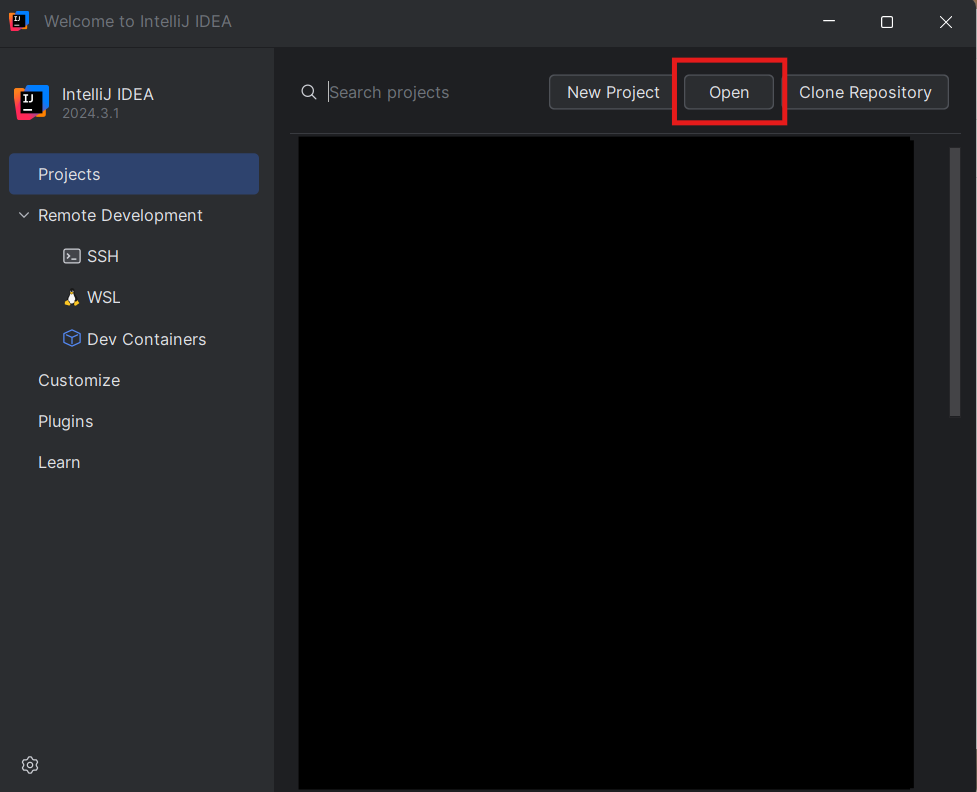 Welcome to IntelliJ IDEA
IntelliJ IDEA
2024.3.1
Search projects
New Project
Open
Clone Repository
Projects
Remote Development
SSH
WSL
Dev Containers
Customize
Plugins
Learn